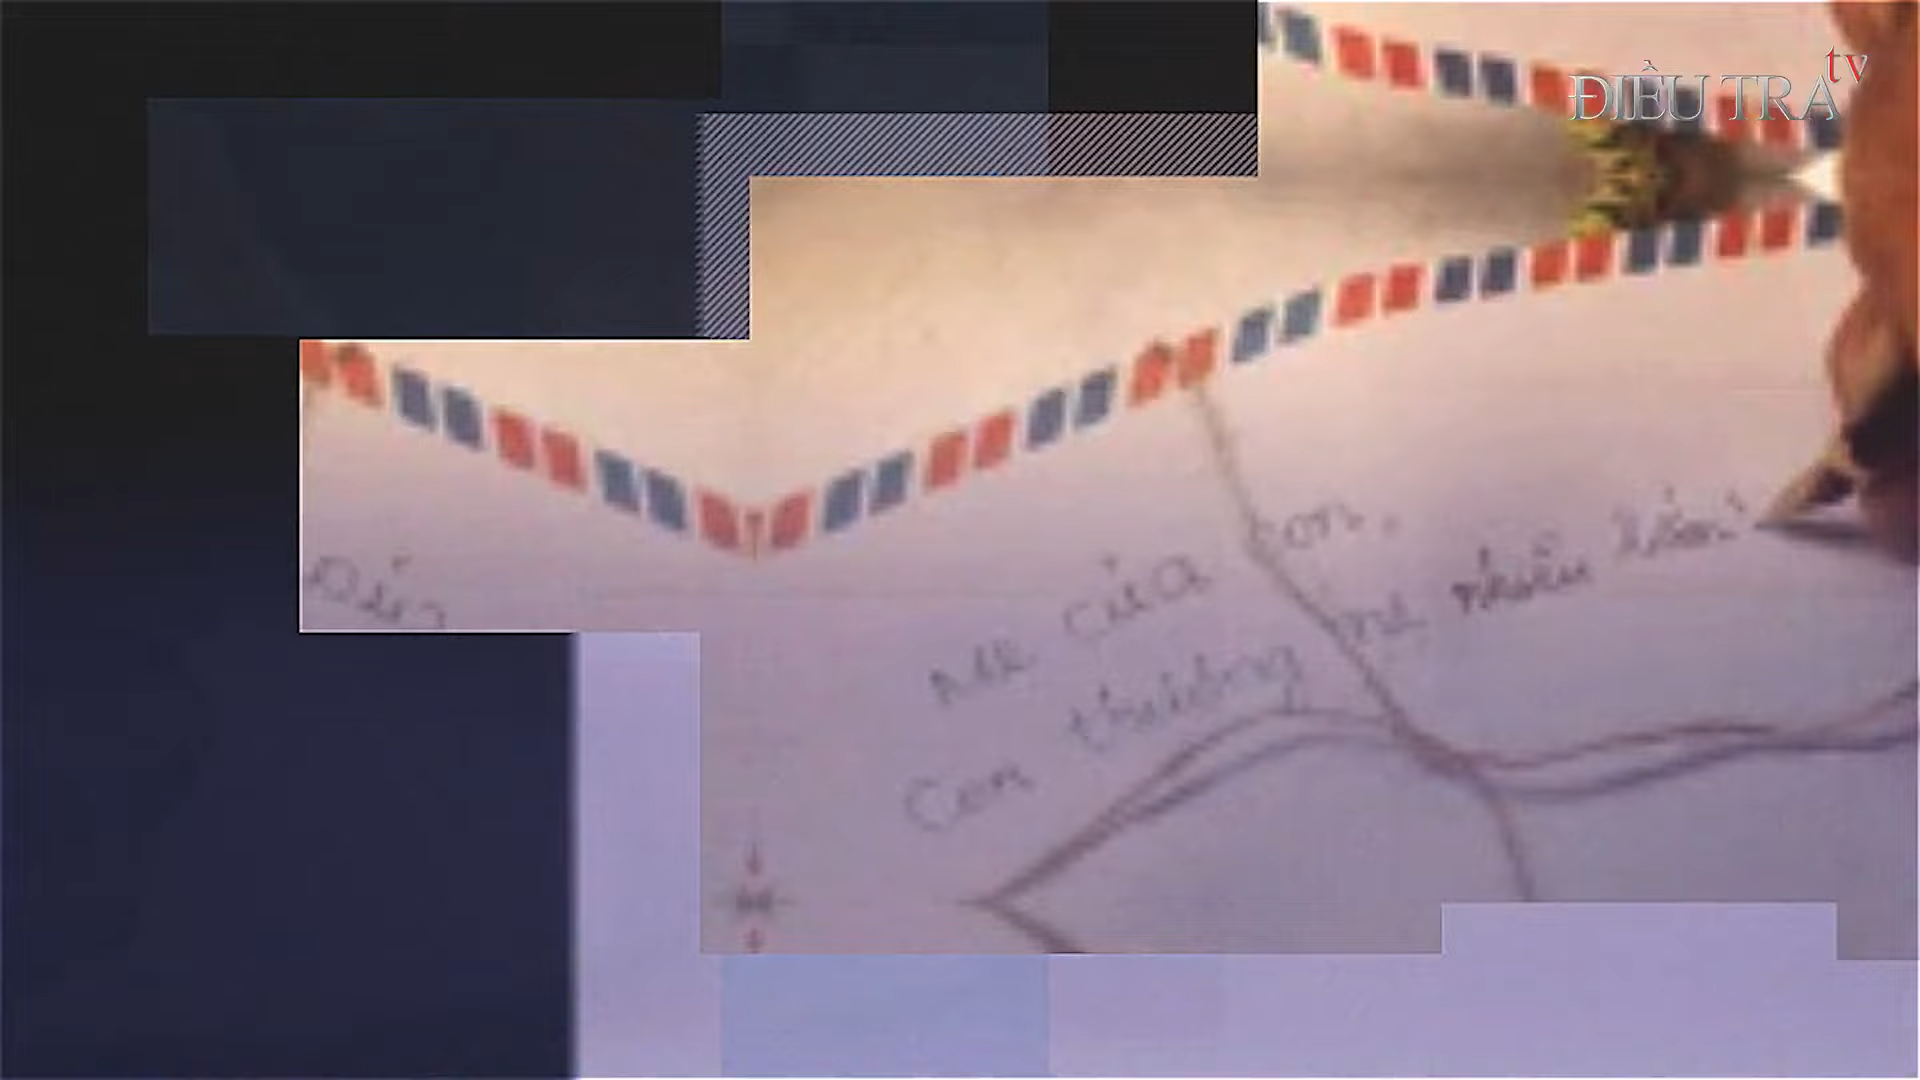 ĐIỀU TRA tv
Mẹ của con,
Con thương mẹ nhiều lắm!